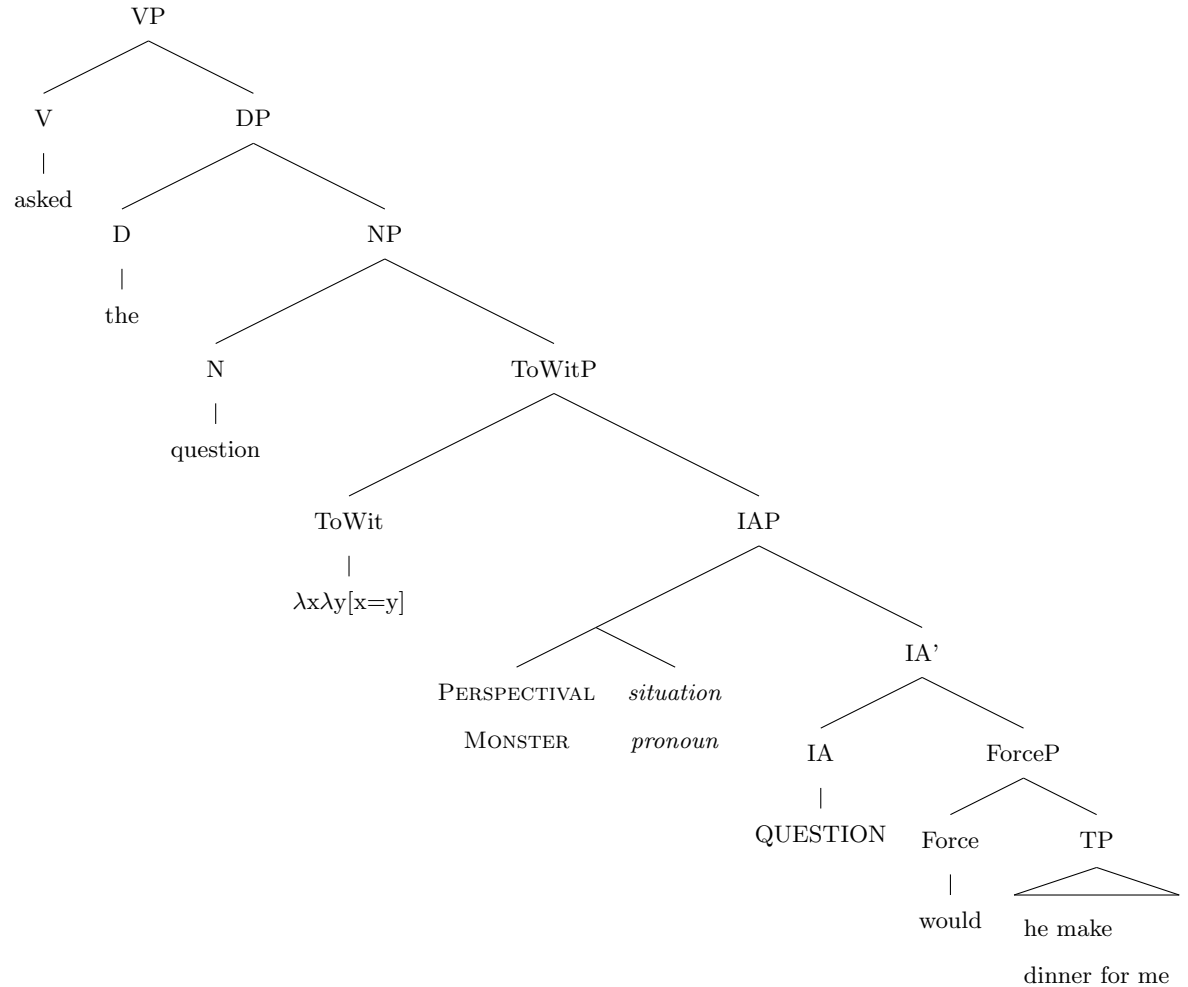 VP
V DP
asked
D NP
the
N ToWitP
question
ToWit IAP
λxλy[x=y]
IA’
PERSPECTIVAL situation
MONSTER pronoun
IA ForceP
QUESTION
Force TP
would
he make
dinner for me